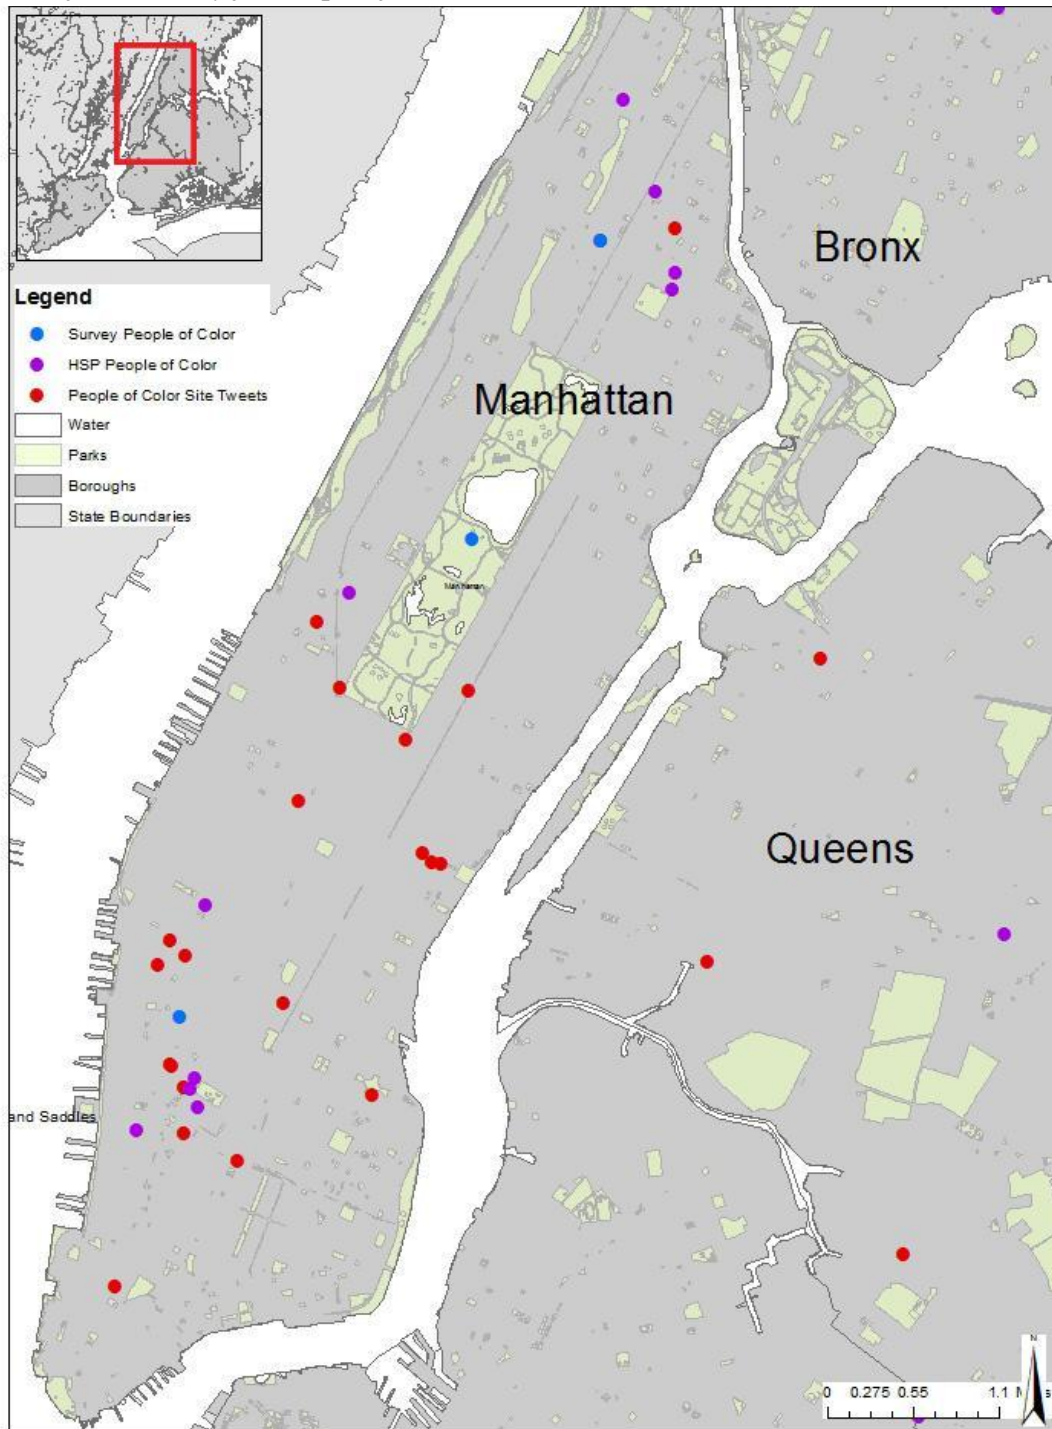 Bronx
Legend
Survey People of Color
HSP People of Color
People of Color Site Tweets
Water
Parks
Boroughs
State Boundaries
Manhattan
Manhattan
Queens
and Saddles
N
0 0.275 0.55 1.1